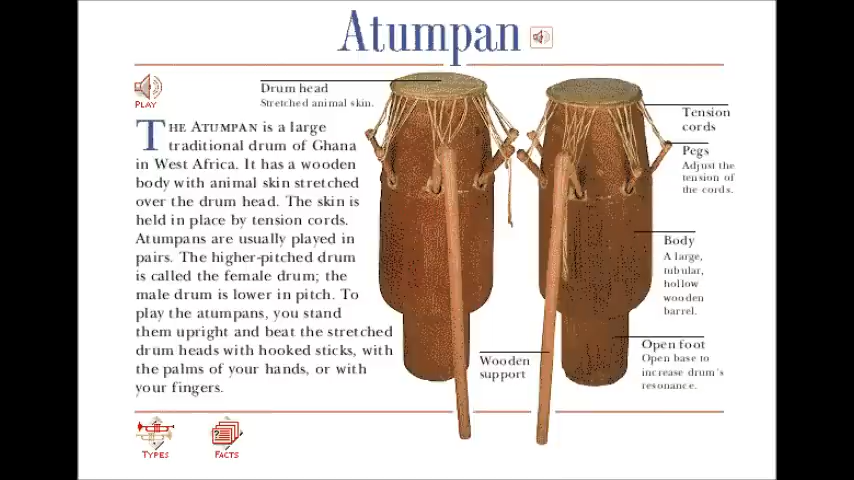 Atumpan
PLAY
Drum head
Stretched animal skin.
THE ATUMPAN is a large
traditional drum of Ghana
in West Africa. It has a wooden
body with animal skin stretched
over the drum head. The skin is
held in place by tension cords.
Atumpans are usually played in
pairs. The higher-pitched drum
is called the female drum; the
male drum is lower in pitch. To
play the atumpans, you stand
them upright and beat the stretched
drum heads with hooked sticks, with
the palms of your hands, or with
your fingers.
Tension
cords
Pegs
Adjust the
tension of
the cords.
Body
A large,
tubular,
hollow
wooden
barrel.
Wooden
support
Open foot
Open base to
increase drum's
resonance.
TYPES
FACTS